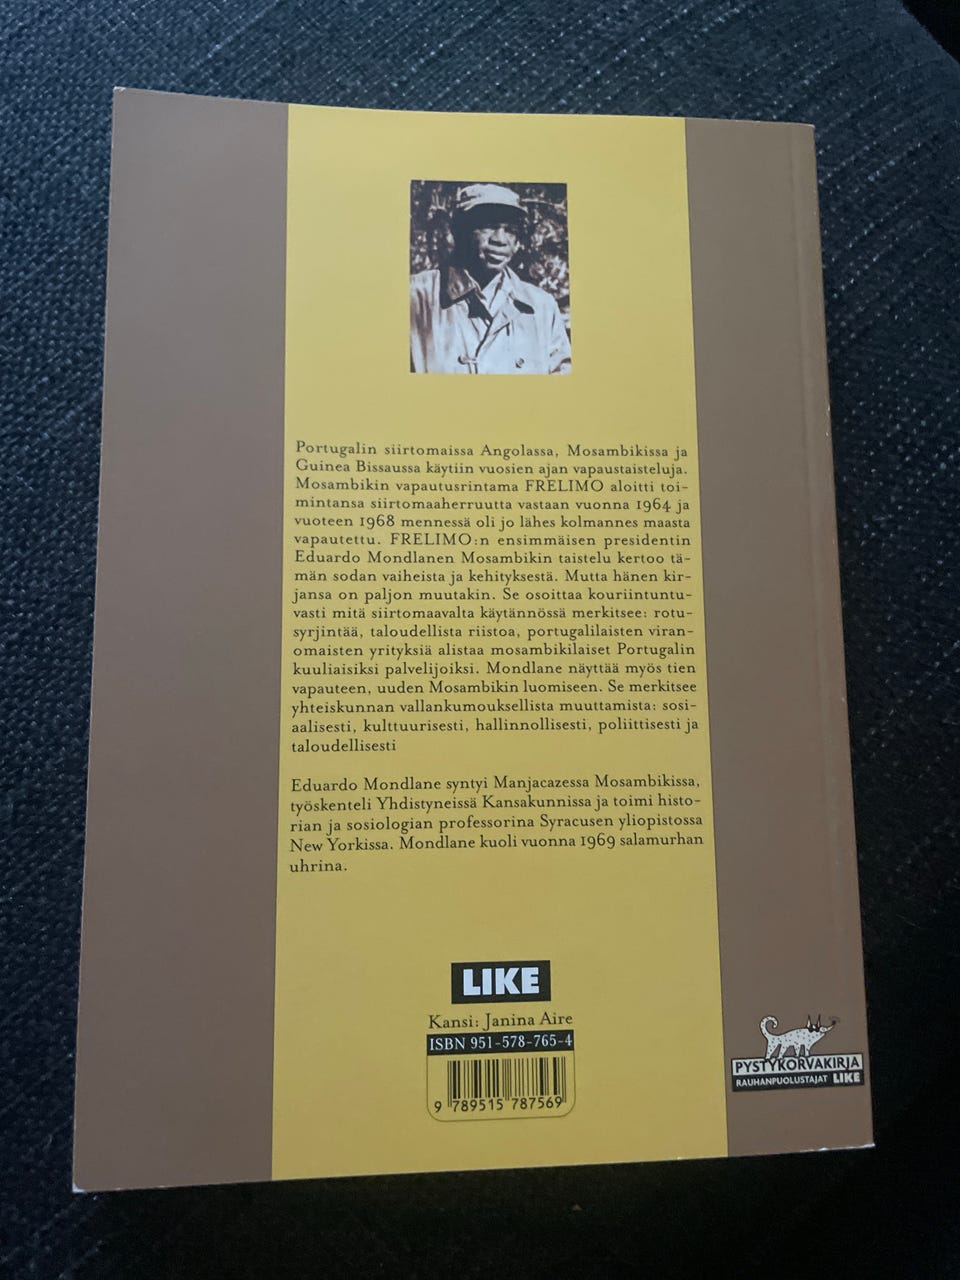 Portugalin siirtomaissa Angolassa, Mosambikissa ja
Guinea Bissaussa käytiin vuosien ajan vapaustaisteluja.
Mosambikin vapautusrintama FRELIMO aloitti toi-
mintansa siirtomaaherruutta vastaan vuonna 1964 ja
vuoteen 1968 mennessä oli jo lähes kolmannes maasta
vapautettu. FRELIMO:n ensimmäisen presidentin
Eduardo Mondlanen Mosambikin taistelu kertoo tä-
män sodan vaiheista ja kehityksestä. Mutta hänen kir-
jansa on paljon muutakin. Se osoittaa kouriintuntu-
vasti mitä siirtomaavalta käytännössä merkitsee: rotu-
syrjintää, taloudellista riistoa, portugalilaisten viran-
omaisten yrityksiä alistaa mosambikilaiset Portugalin
kuuliaisiksi palvelijoiksi. Mondlane näyttää myös tien
vapauteen, uuden Mosambikin luomiseen. Se merkitsee
yhteiskunnan vallankumouksellista muuttamista: sosi-
aalisesti, kulttuurisesti, hallinnollisesti, poliittisesti ja
taloudellisesti
Eduardo Mondlane syntyi Manjacazessa Mosambikissa,
työskenteli Yhdistyneissä Kansakunnissa ja toimi histo-
rian ja sosiologian professorina Syracusen yliopistossa
New Yorkissa. Mondlane kuoli vuonna 1969 salamurhan
uhrina.
LIKE
Kansi: Janina Aire
ISBN 951-578-765-4
9 789515 787569
PYSTYKORVAKIRJA
RAUHANPUOLUSTAJAT LIKE